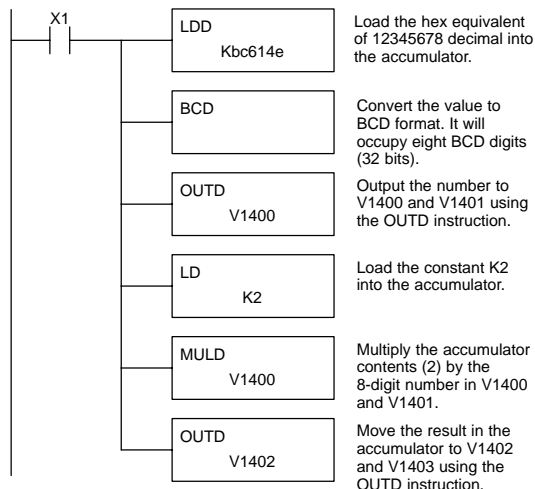 X1
LDD
Kbc614e
Load the hex equivalent
of 12345678 decimal into
the accumulator.
BCD
Convert the value to
BCD format. It will
occupy eight BCD digits
(32 bits).
OUTD
V1400
Output the number to
V1400 and V1401 using
the OUTD instruction.
LD
K2
Load the constant K2
into the accumulator.
MULD
V1400
Multiply the accumulator
contents (2) by the
8-digit number in V1400
and V1401.
OUTD
V1402
Move the result in the
accumulator to V1402
and V1403 using the
OUTD instruction.